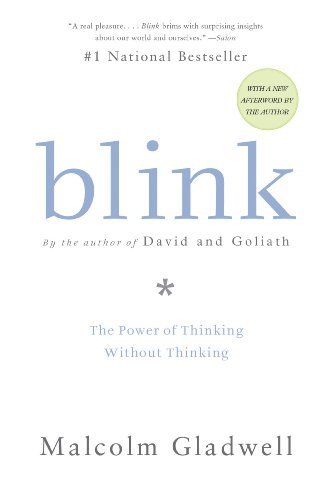 “A real pleasure. . . . Blink brims with surprising insights
about our world and ourselves.” —Salon
#1 National Bestseller
WITH A NEW
AFTERWORD BY
THE AUTHOR
blink
By the author of David and Goliath
*
The Power of Thinking
Without Thinking
Malcolm Gladwell